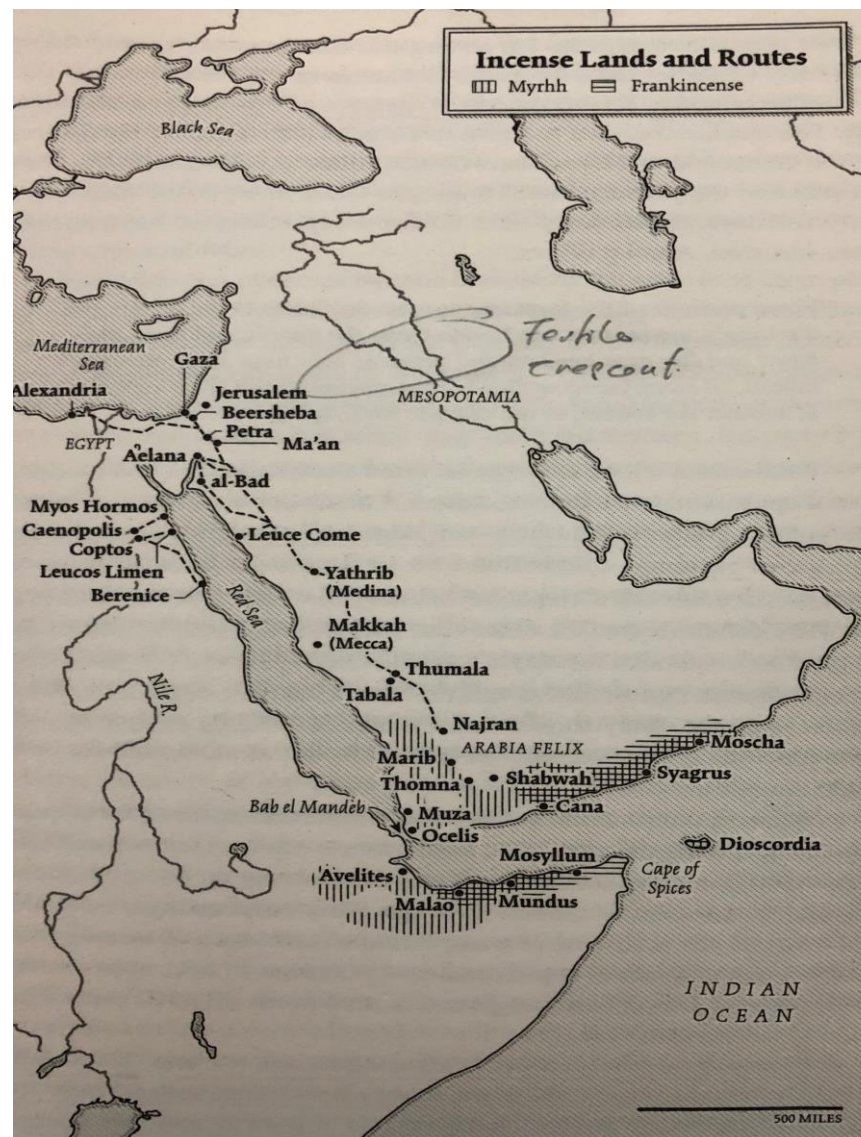 Incense Lands and Routes
Myrhh Frankincense
Black Sea
Mediterranean
Sea
Gaza
Alexandria
Jerusalem
Beersheba
MESOPOTAMIA
Fertile
crescent
EGYPT
Petra
Ma'an
Aelana
al-Bad
Myos Hormos
Caenopolis
Coptos
Leuce Come
Leucos Limen
Berenice
Yathrib
(Medina)
Red Sea
Makkah
(Mecca)
Nile R.
Thumala
Tabala
Najran
ARABIA FELIX
Moscha
Marib
Shabwah
Syagrus
Thomna
Cana
Bab el Mandeb
Muza
Ocelis
Dioscordia
Mosyllum
Cape of
Spices
Avelites
Malao
Mundus
INDIAN
OCEAN
500 MILES